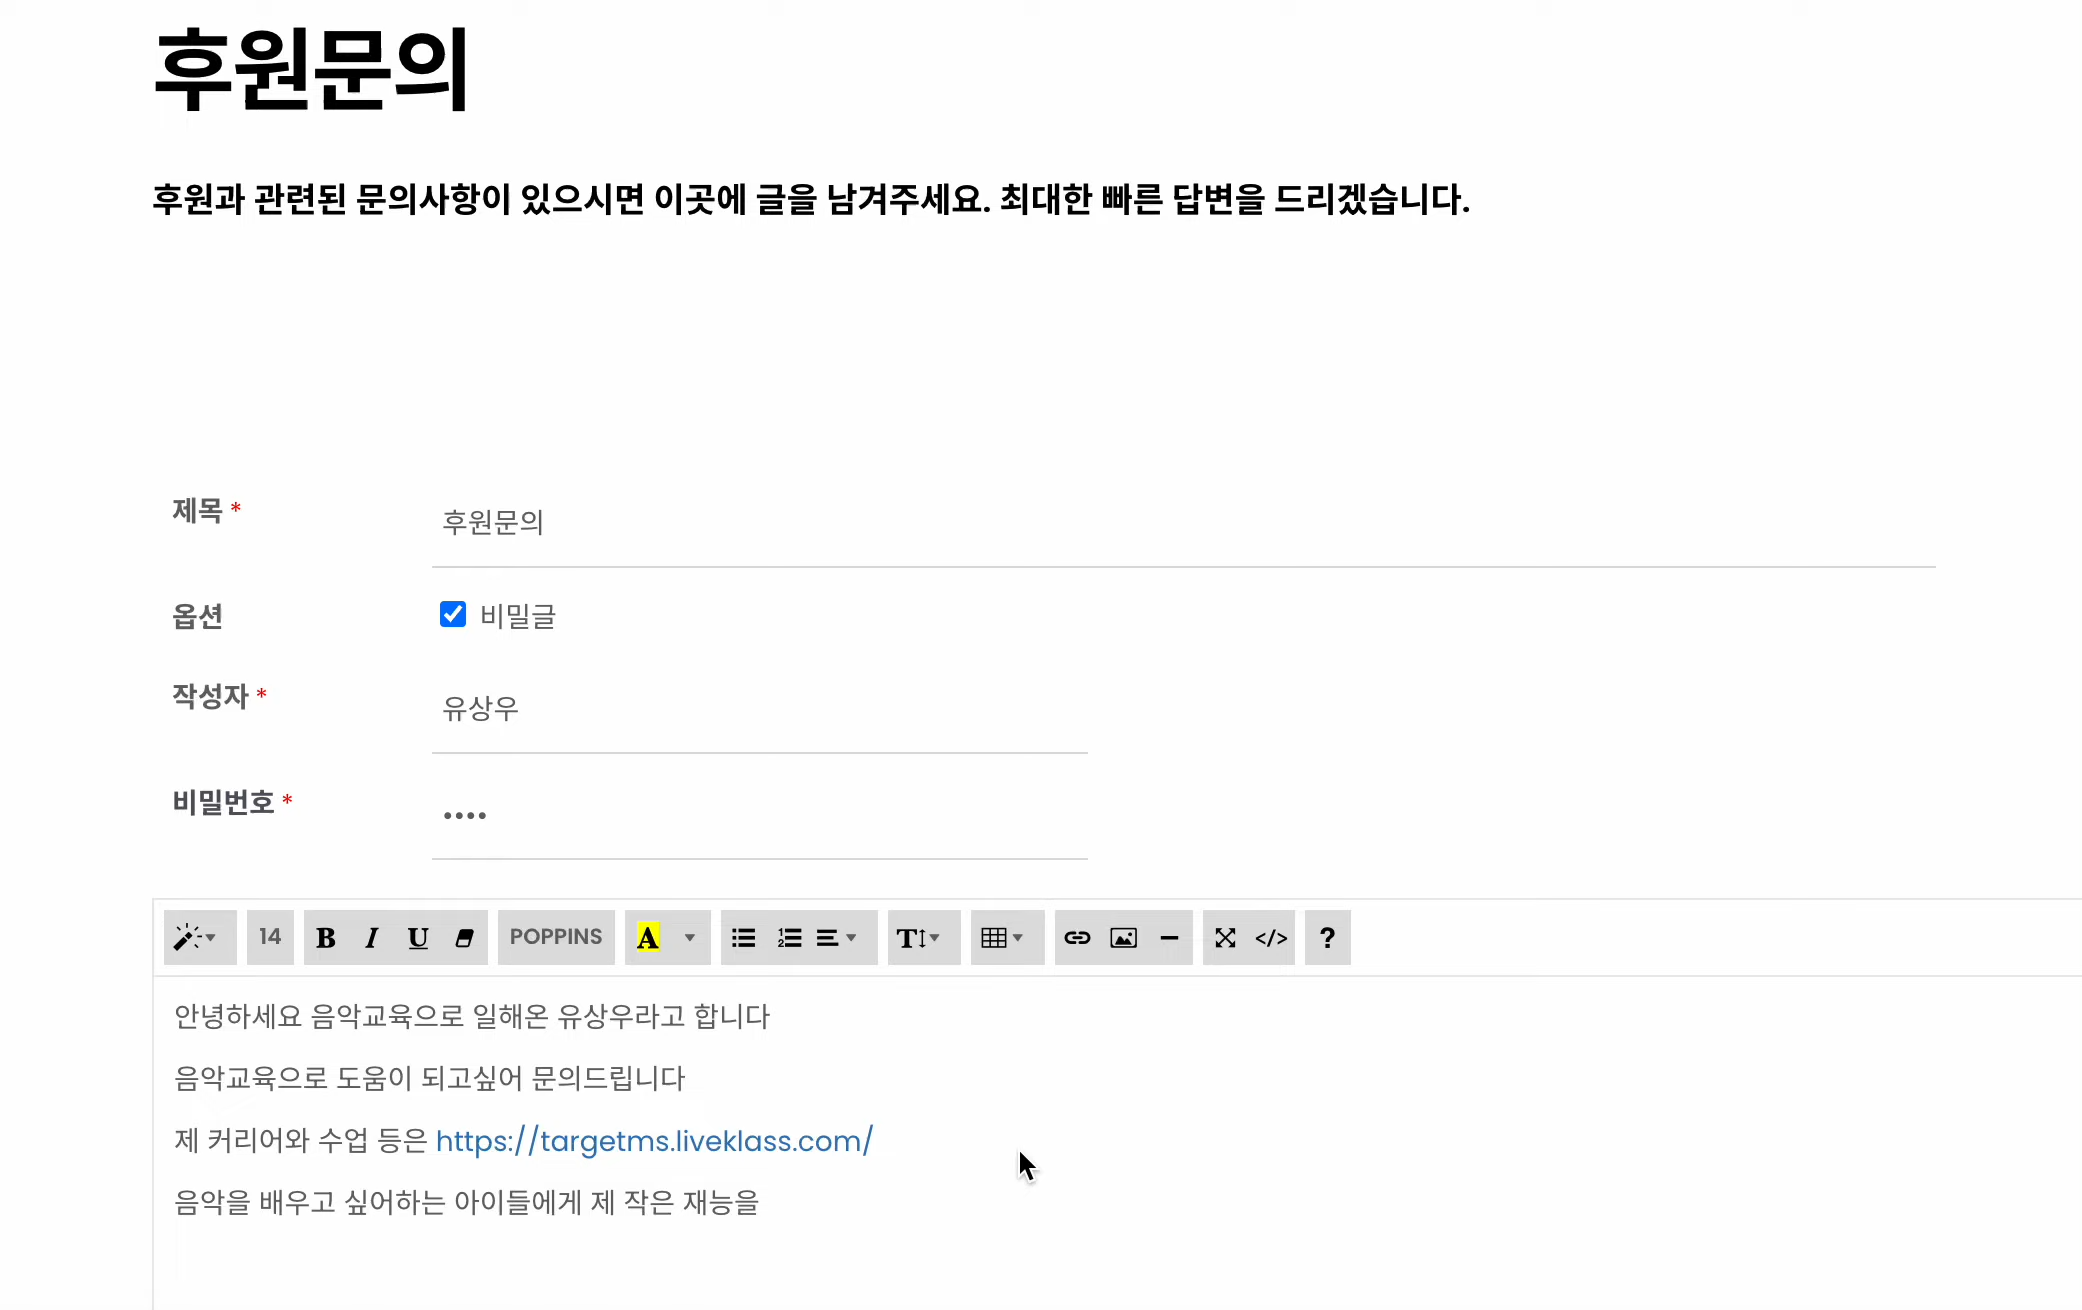 후원문의
후원과 관련된 문의사항이 있으시면 이곳에 글을 남겨주세요. 최대한 빠른 답변을 드리겠습니다.
제목 *
후원문의
옵션
비밀글
작성자 *
유상우
비밀번호 *
••••
14 B I U POPPINS A T </> ?
안녕하세요 음악교육으로 일해온 유상우라고 합니다
음악교육으로 도움이 되고싶어 문의드립니다
제 커리어와 수업 등은 https://targetms.liveklass.com/
음악을 배우고 싶어하는 아이들에게 제 작은 재능을